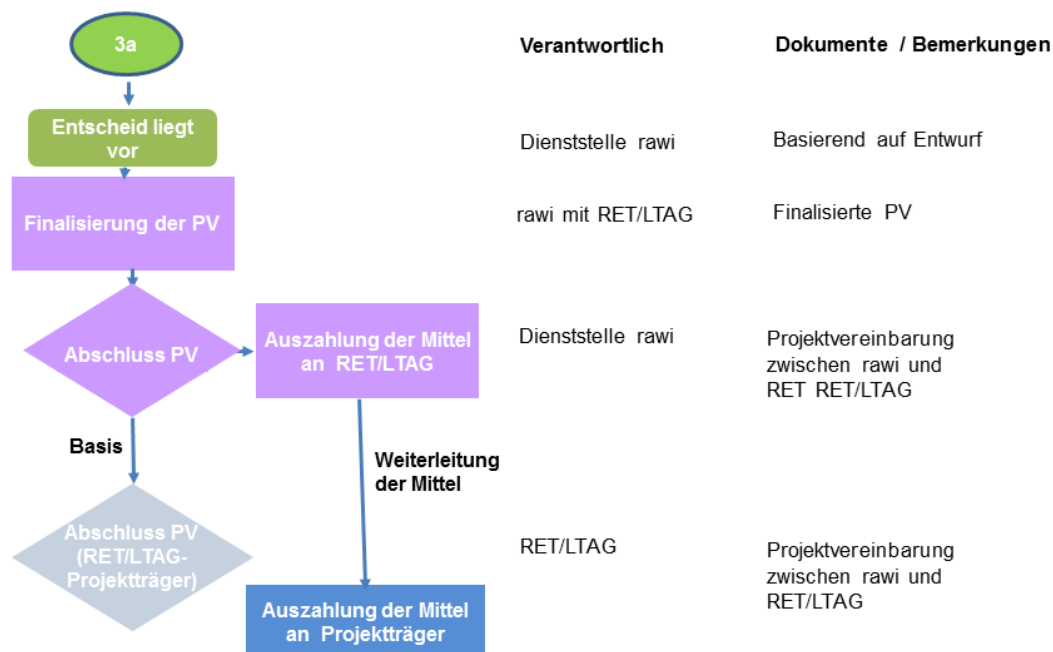 3a
Verantwortlich
Dokumente / Bemerkungen
Entscheid liegt
vor
Dienststelle rawi
Basierend auf Entwurf
Finalisierung der PV
rawi mit RET/LTAG
Finalisierte PV
Abschluss PV
Auszahlung der Mittel
an RET/LTAG
Dienststelle rawi
Projektvereinbarung
zwischen rawi und
RET RET/LTAG
Basis
Weiterleitung
der Mittel
Abschluss PV
(RET/LTAG-
Projektträger)
RET/LTAG
Projektvereinbarung
zwischen rawi und
RET/LTAG
Auszahlung der Mittel
an Projektträger